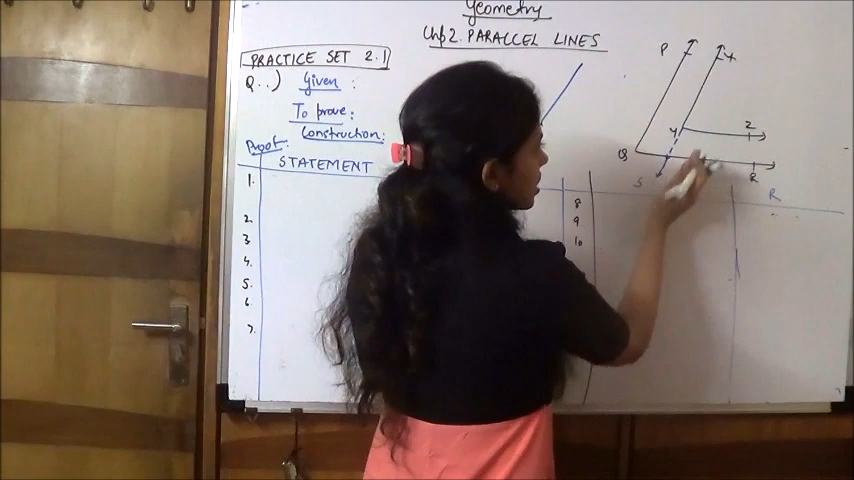 Geometry
Chp 2. PARALLEL LINES
PRACTICE SET 2.1
Q..) Given :
To prove:
Construction:
Proof:
STATEMENT
1.
2.
3
4.
5.
6.
7.
8
9
10
R
P
X
Y
Z
Q
S
R